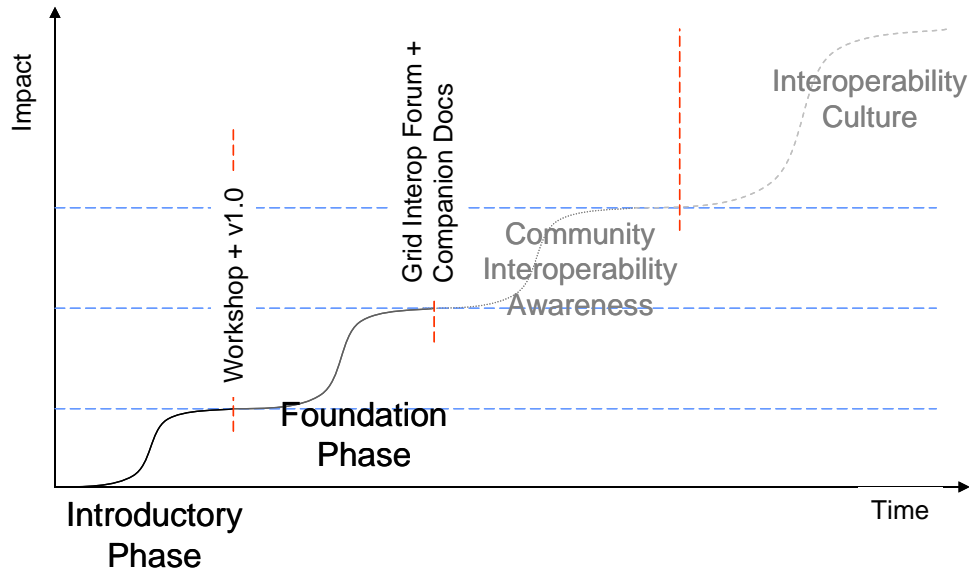 Impact
Workshop + v1.0
Grid Interop Forum +
Companion Docs
Interoperability
Culture
Community
Interoperability
Awareness
Foundation
Phase
Introductory
Phase
Time